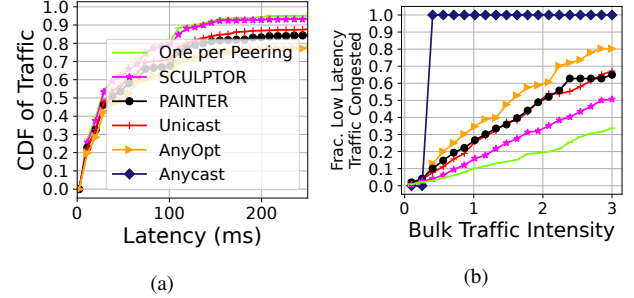 CDF of Traffic
1.0
0.9
0.8
0.7
0.6
0.5
0.4
0.3
0.2
0.1
0.0
One per Peering
SCULPTOR
PAINTER
Unicast
AnyOpt
Anycast
0 100 200
Latency (ms)
(a)
Frac. Low Latency
Traffic Congested
1.0
0.9
0.8
0.7
0.6
0.5
0.4
0.3
0.2
0.1
0.0
0 1 2 3
Bulk Traffic Intensity
(b)